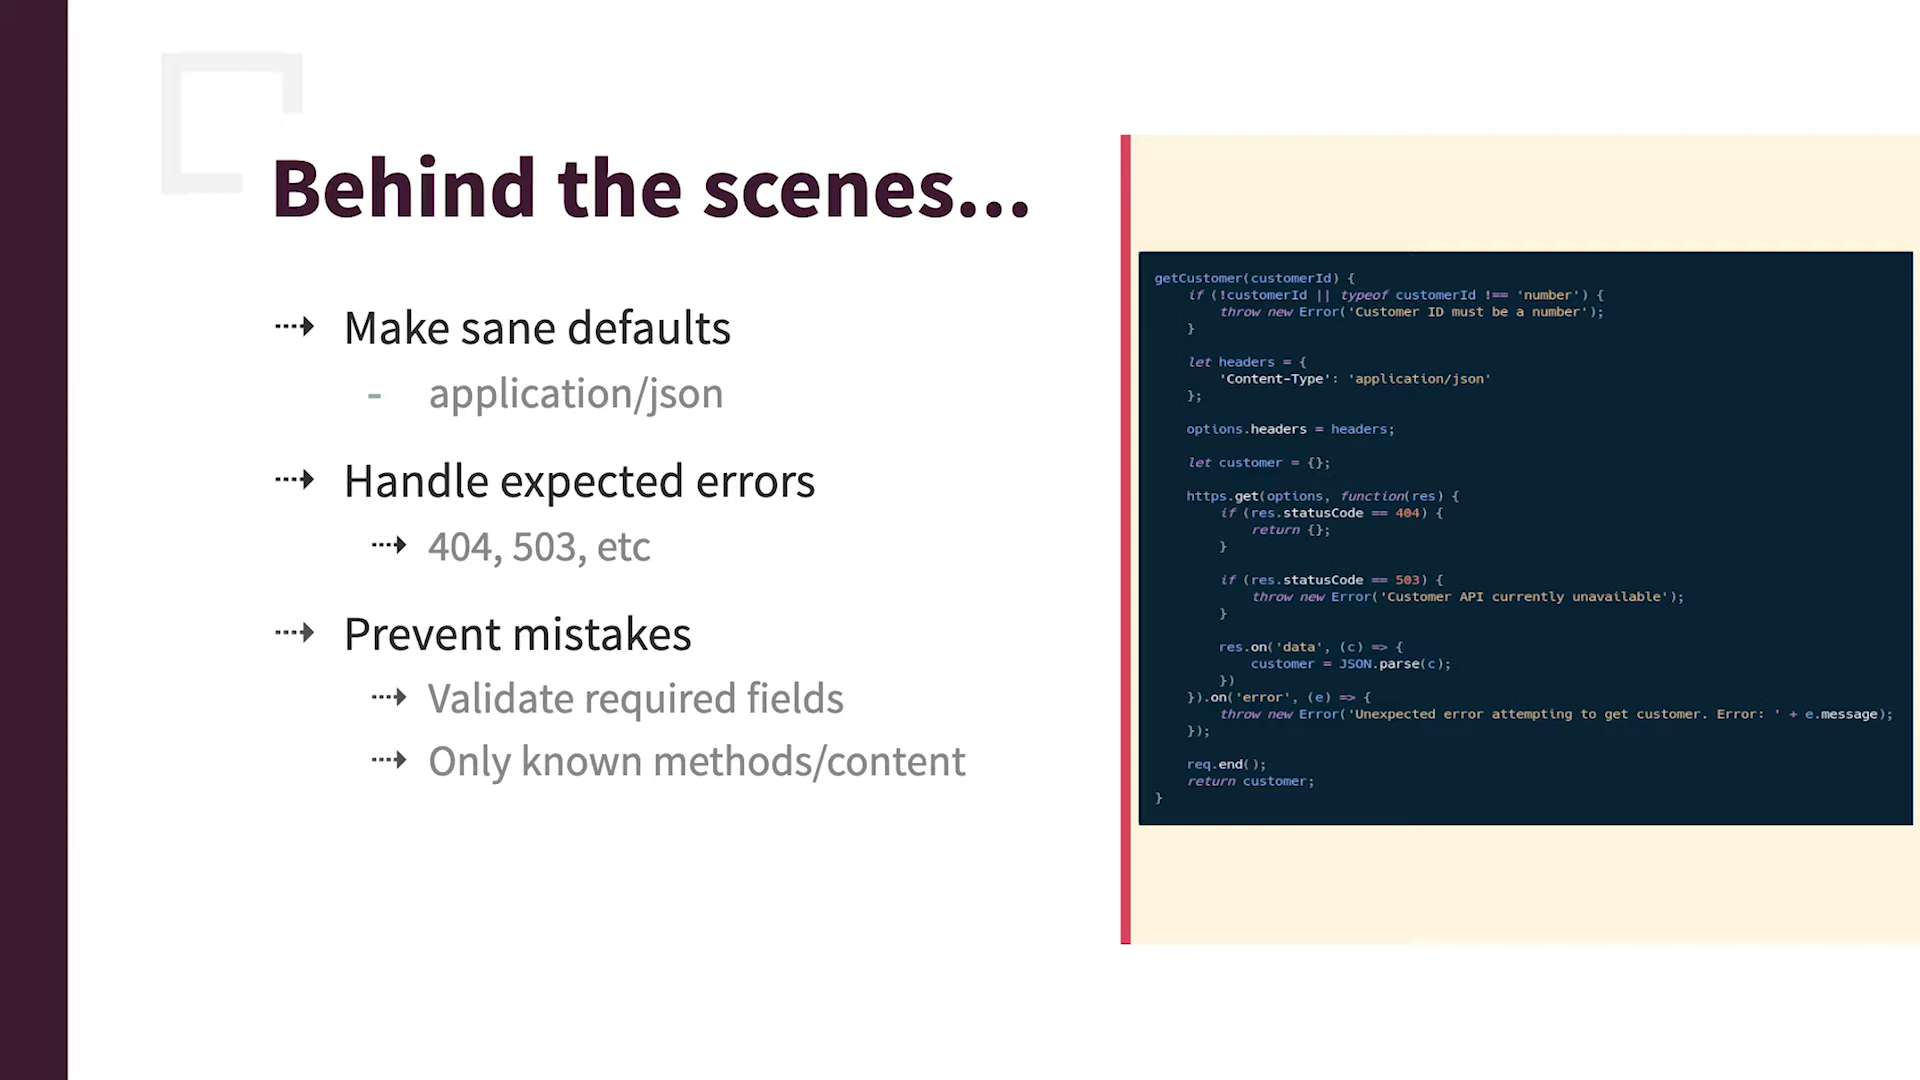 Behind the scenes...
Make sane defaults
- application/json
Handle expected errors
404, 503, etc
Prevent mistakes
Validate required fields
Only known methods/content
getCustomer(customerId) {
if (!customerId || typeof customerId !== 'number') {
throw new Error('Customer ID must be a number');
}
let headers = {
'Content-Type': 'application/json'
};
options.headers = headers;
let customer = {};
https.get(options, function(res) {
if (res.statusCode == 404) {
return {};
}
if (res.statusCode == 503) {
throw new Error('Customer API currently unavailable');
}
res.on('data', (c) => {
customer = JSON.parse(c);
})
}).on('error', (e) => {
throw new Error('Unexpected error attempting to get customer. Error: ' + e.message);
});
req.end();
return customer;
}